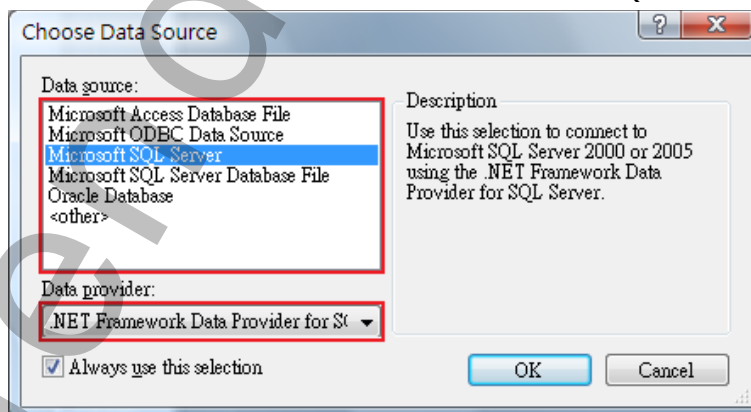 Choose Data Source
?
X
Data source:
Microsoft Access Database File
Microsoft ODBC Data Source
Microsoft SQL Server
Microsoft SQL Server Database File
Oracle Database
<other>
Data provider:
.NET Framework Data Provider for S
Always use this selection
Description
Use this selection to connect to
Microsoft SQL Server 2000 or 2005
using the .NET Framework Data
Provider for SQL Server.
OK
Cancel